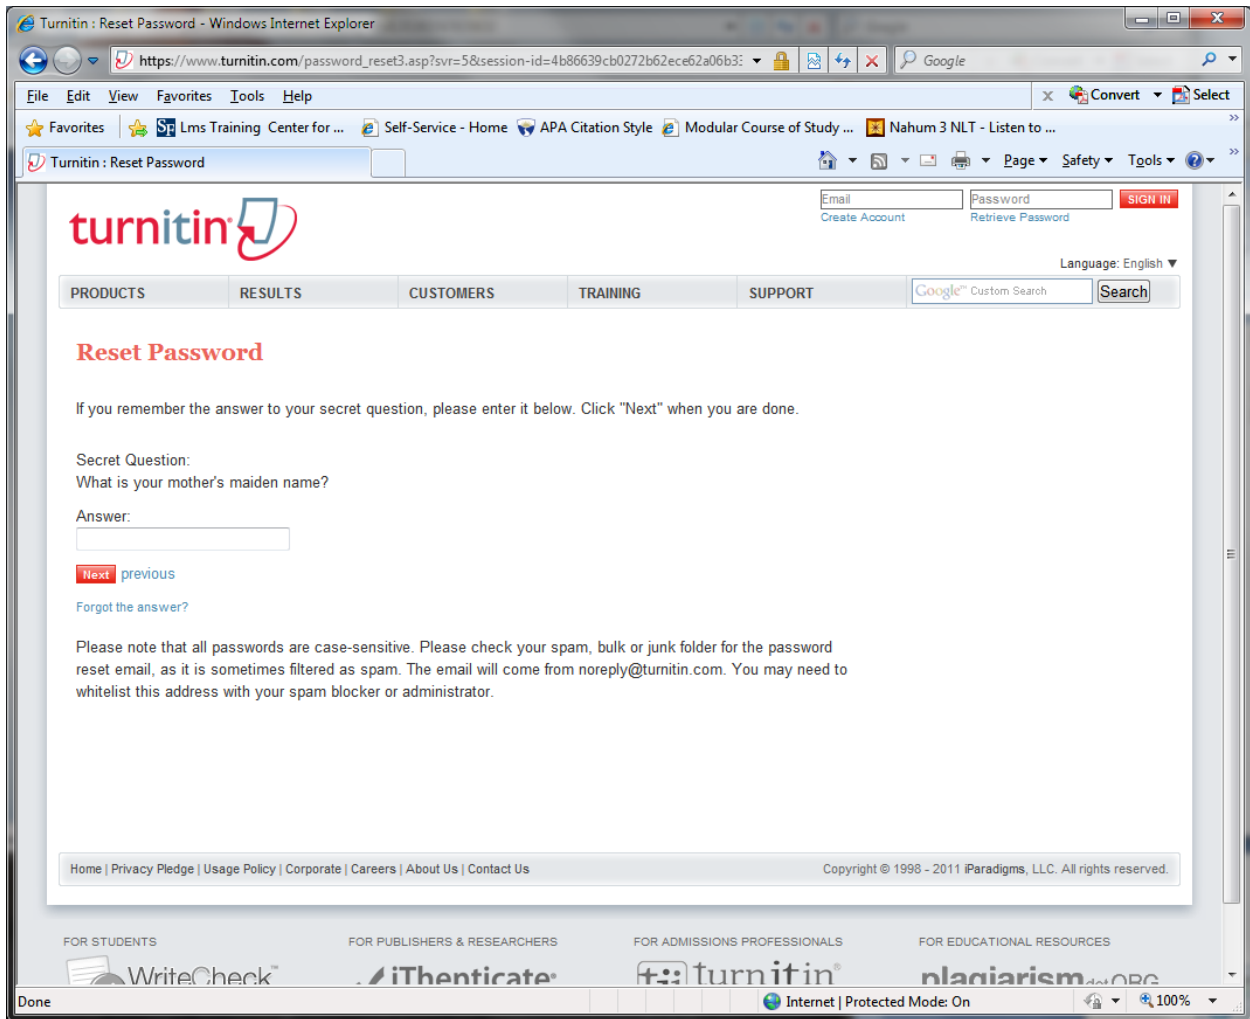 Turnitin : Reset Password - Windows Internet Explorer
https://www.turnitin.com/password_reset3.asp?svr=5&session-id=4b86639cb0272b62ece62a06b3
Google
File Edit View Favorites Tools Help
x Convert Select
Favorites Lms Training Center for ... Self-Service - Home APA Citation Style Modular Course of Study ... Nahum 3 NLT - Listen to ...
Turnitin : Reset Password
Page Safety Tools
turnitin
Email Password SIGN IN
Create Account Retrieve Password
Language: English ▼
PRODUCTS RESULTS CUSTOMERS TRAINING SUPPORT Google™ Custom Search Search
Reset Password
If you remember the answer to your secret question, please enter it below. Click "Next" when you are done.
Secret Question:
What is your mother's maiden name?
Answer:
Next previous
Forgot the answer?
Please note that all passwords are case-sensitive. Please check your spam, bulk or junk folder for the password
reset email, as it is sometimes filtered as spam. The email will come from noreply@turnitin.com. You may need to
whitelist this address with your spam blocker or administrator.
Home | Privacy Pledge | Usage Policy | Corporate | Careers | About Us | Contact Us
Copyright © 1998 - 2011 iParadigms, LLC. All rights reserved.
FOR STUDENTS FOR PUBLISHERS & RESEARCHERS FOR ADMISSIONS PROFESSIONALS FOR EDUCATIONAL RESOURCES
WriteCheck™ iThenticate® turnitin® plagiarism dot ORG
Done Internet | Protected Mode: On 100%